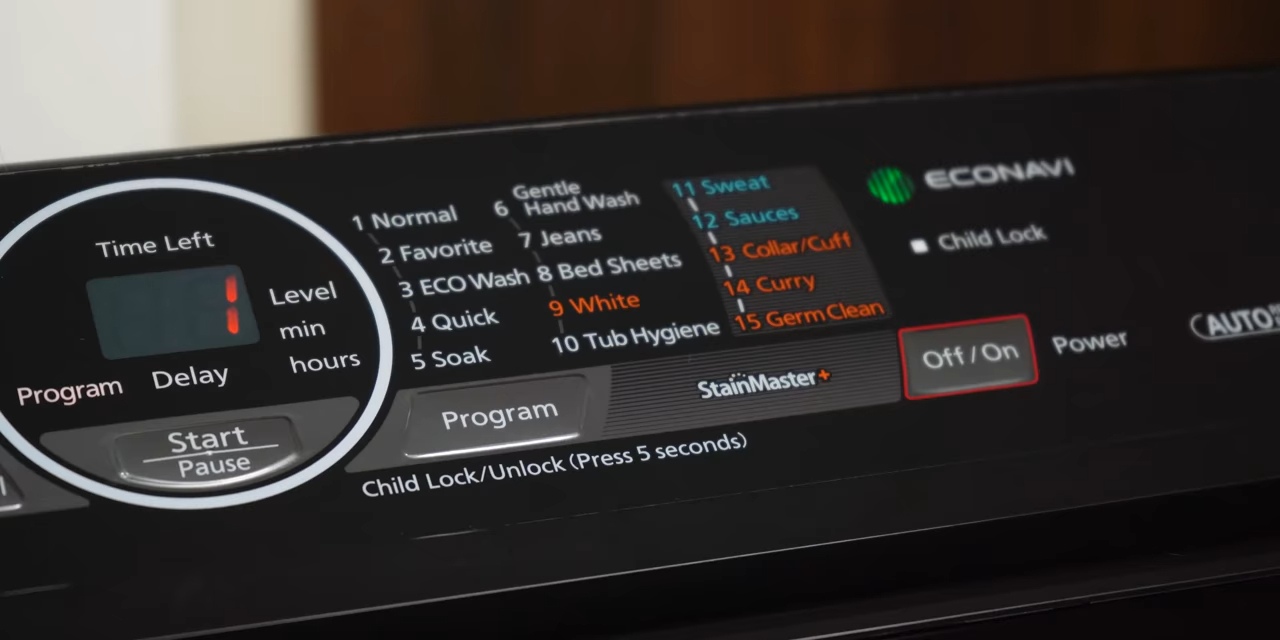 Time Left
1
Level
min
hours
Program
Delay
Start
Pause
1 Normal
2 Favorite
3 ECO Wash
4 Quick
5 Soak
6 Gentle
Hand Wash
7 Jeans
8 Bed Sheets
9 White
10 Tub Hygiene
11 Sweat
12 Sauces
13 Collar/Cuff
14 Curry
15 Germ Clean
ECONAVI
Child Lock
Program
StainMaster+
Off/On
Power
AUTO
Child Lock/Unlock (Press 5 seconds)